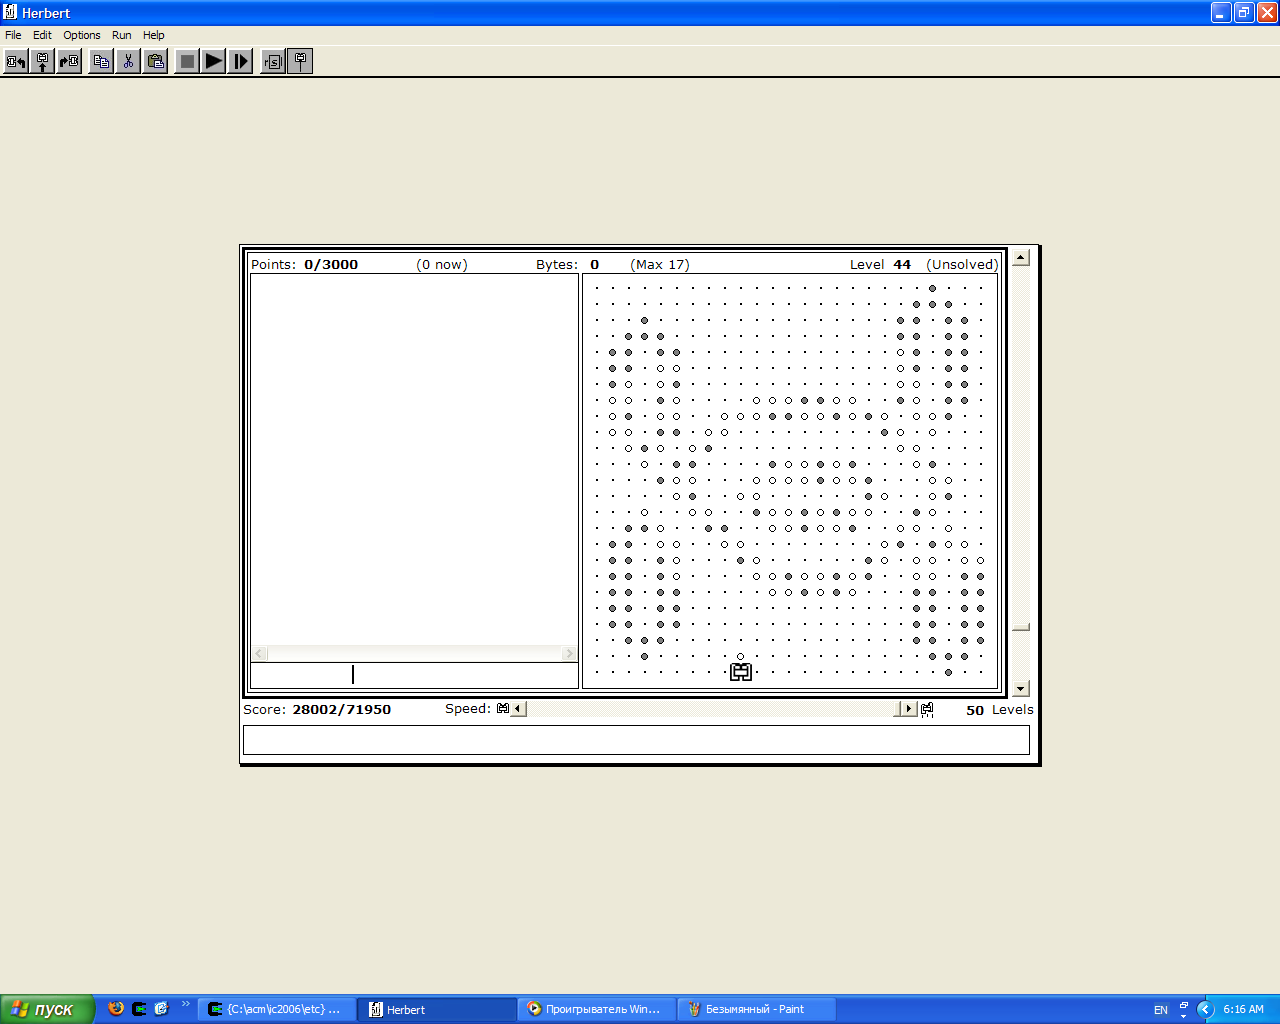 Herbert
File Edit Options Run Help
rs
Points: 0/3000 (0 now) Bytes: 0 (Max 17) Level 44 (Unsolved)
Score: 28002/71950 Speed: 50 Levels
пуск {C:\acm\ic2006\etc} ... Herbert Проигрыватель Win... Безымянный - Paint EN 6:16 AM